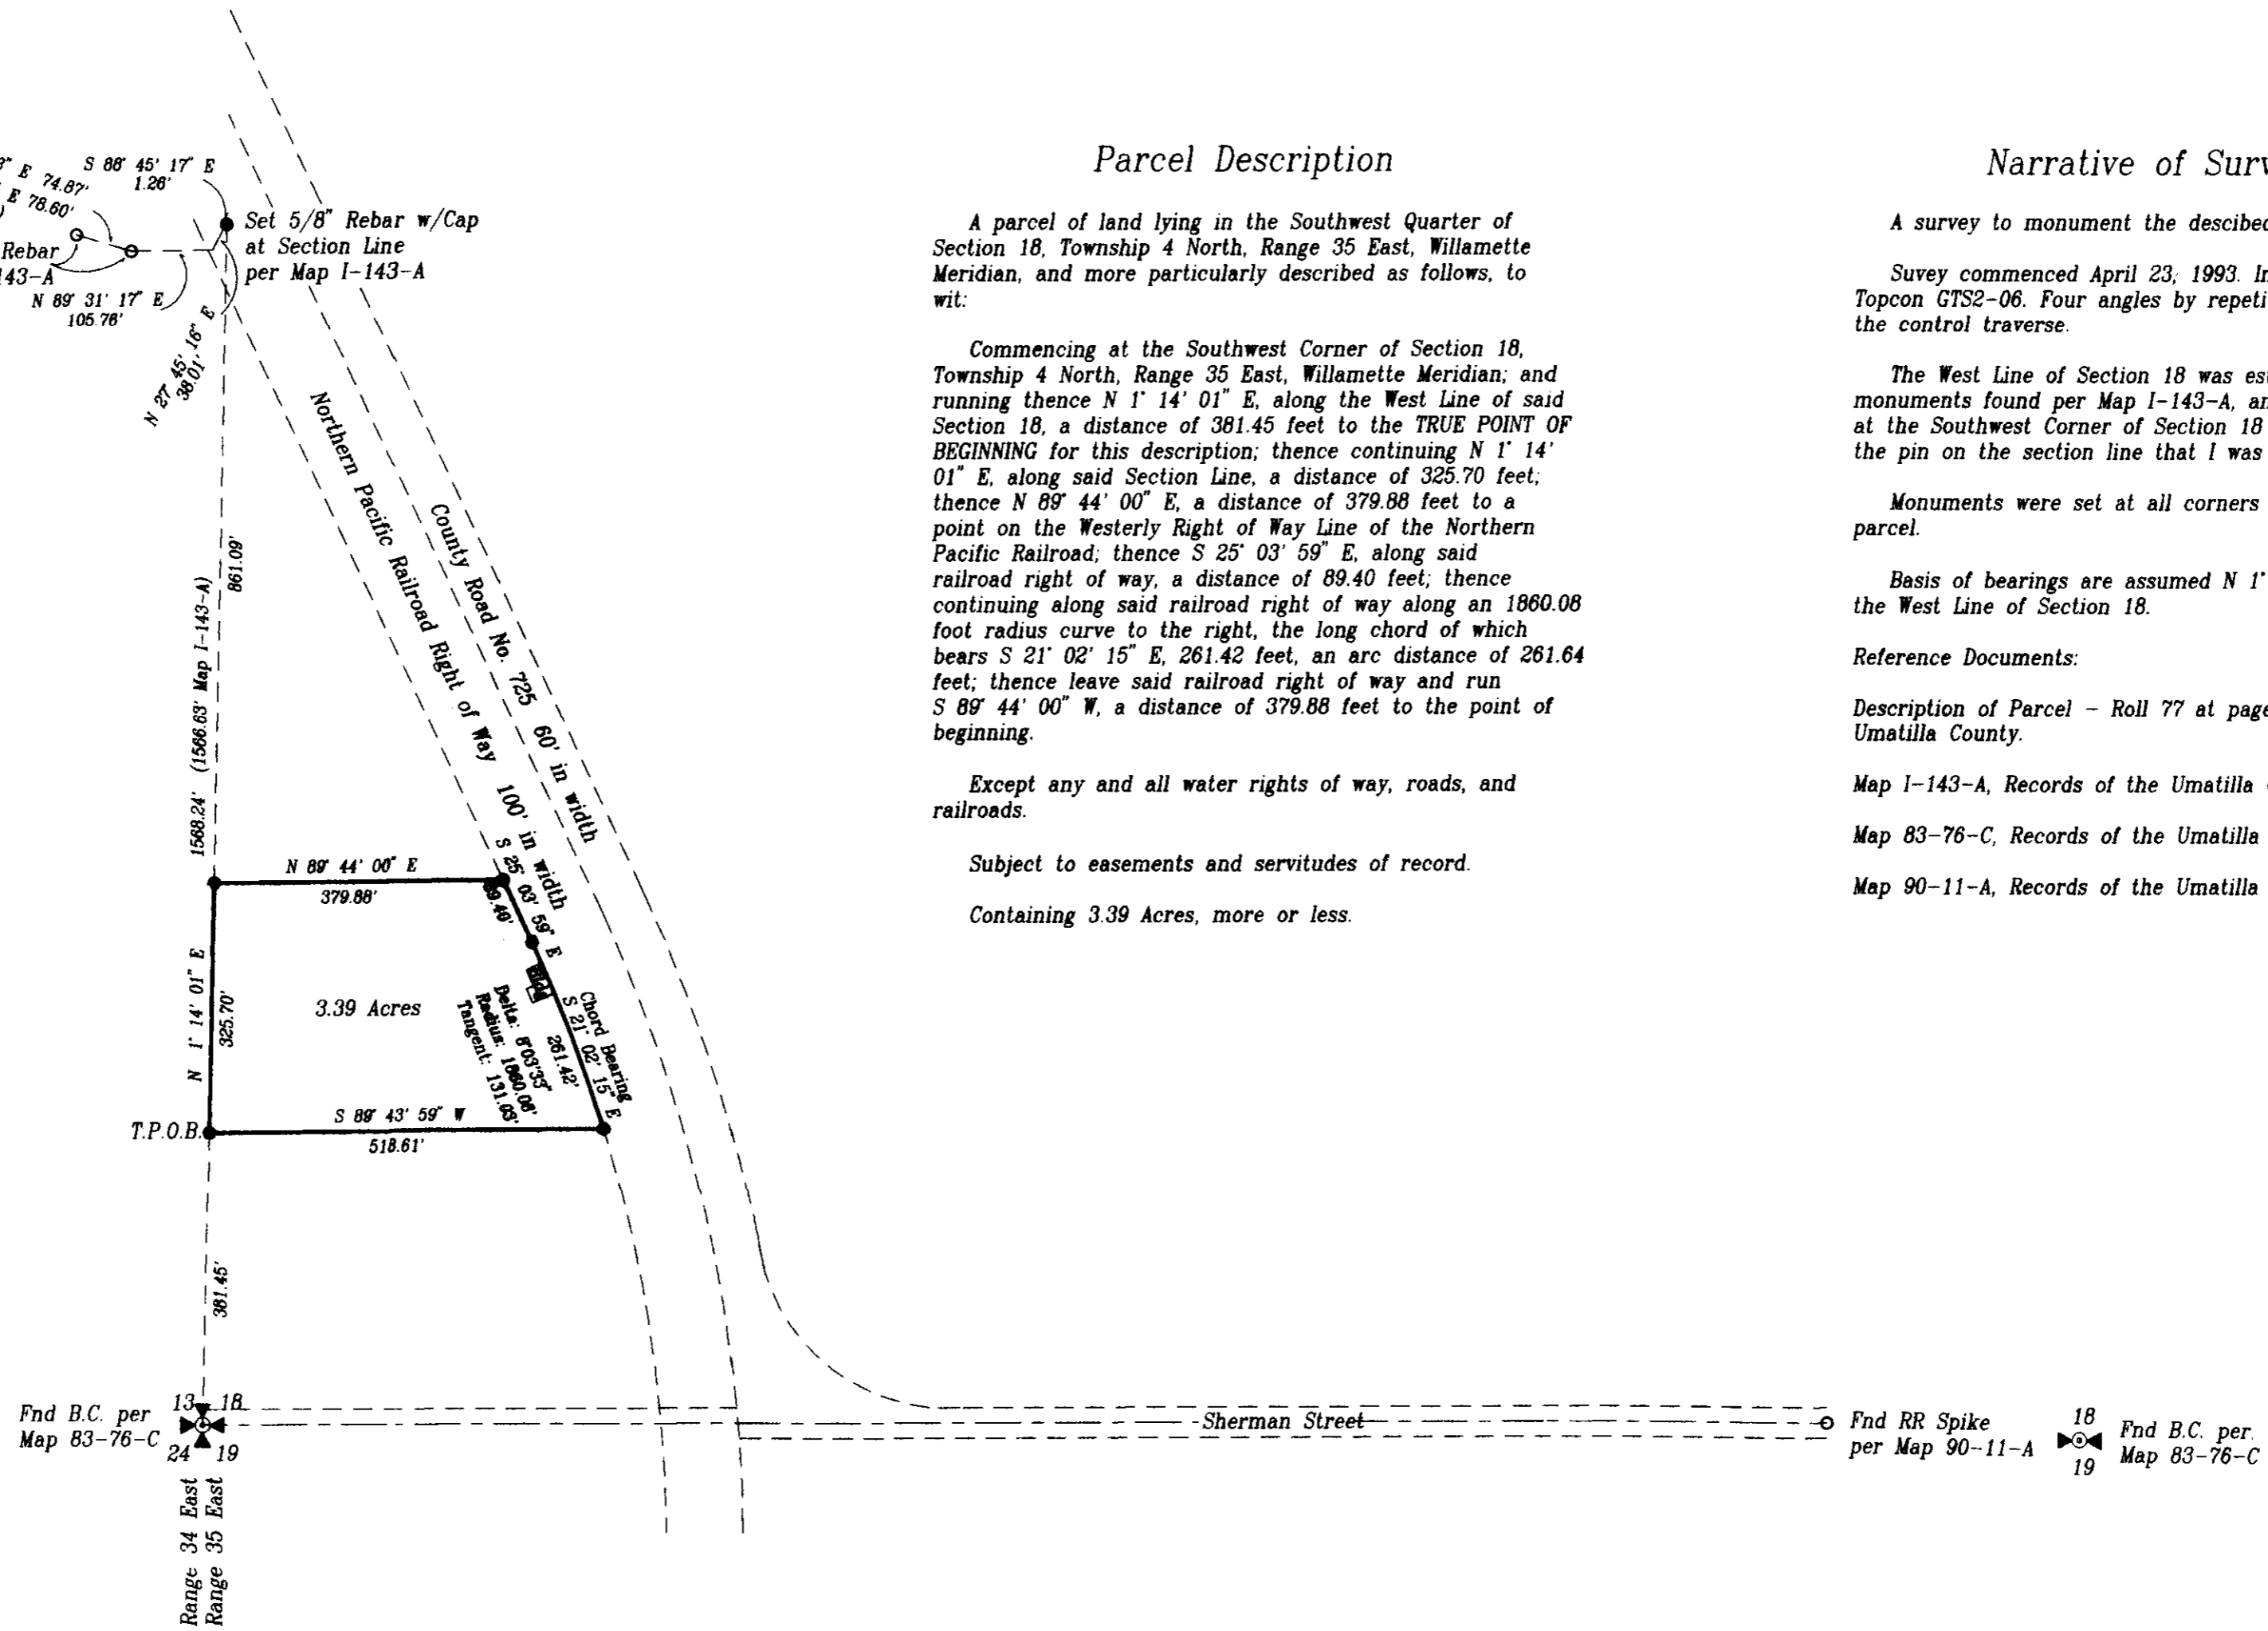 E 74.87'
E 78.60'
S 88° 45' 17" E
1.26'
Rebar
143-A
N 89° 31' 17" E
105.76'
Set 5/8" Rebar w/Cap
at Section Line
per Map I-143-A
N 27° 45' 16" E
38.01'
Northern Pacific Railroad Right of Way 100' in width
County Road No. 725 60' in width
861.09'
1568.24' (1566.63' Map I-143-A)
N 89° 44' 00" E
379.88'
S 25° 03' 59" E
89.40'
N 1° 14' 01" E
325.70'
3.39 Acres
Bldg
Chord Bearing
S 21° 02' 15" E
261.42'
Delta: 8°03'33"
Radius: 1860.08'
Tangent: 131.03'
T.P.O.B.
S 89° 43' 59" W
518.61'
381.45'
Fnd B.C. per
Map 83-76-C
13 18
24 19
Range 34 East
Range 35 East
Sherman Street
Fnd RR Spike
per Map 90-11-A
18
19
Fnd B.C. per
Map 83-76-C
Parcel Description
A parcel of land lying in the Southwest Quarter of
Section 18, Township 4 North, Range 35 East, Willamette
Meridian, and more particularly described as follows, to
wit:
Commencing at the Southwest Corner of Section 18,
Township 4 North, Range 35 East, Willamette Meridian; and
running thence N 1° 14' 01" E, along the West Line of said
Section 18, a distance of 381.45 feet to the TRUE POINT OF
BEGINNING for this description; thence continuing N 1° 14'
01" E, along said Section Line, a distance of 325.70 feet;
thence N 89° 44' 00" E, a distance of 379.88 feet to a
point on the Westerly Right of Way Line of the Northern
Pacific Railroad; thence S 25° 03' 59" E, along said
railroad right of way, a distance of 89.40 feet; thence
continuing along said railroad right of way along an 1860.08
foot radius curve to the right, the long chord of which
bears S 21° 02' 15" E, 261.42 feet, an arc distance of 261.64
feet; thence leave said railroad right of way and run
S 89° 44' 00" W, a distance of 379.88 feet to the point of
beginning.
Except any and all water rights of way, roads, and
railroads.
Subject to easements and servitudes of record.
Containing 3.39 Acres, more or less.
Narrative of Surv
A survey to monument the descibed
Suvey commenced April 23, 1993. In
Topcon GTS2-06. Four angles by repeti
the control traverse.
The West Line of Section 18 was est
monuments found per Map I-143-A, an
at the Southwest Corner of Section 18
the pin on the section line that I was
Monuments were set at all corners
parcel.
Basis of bearings are assumed N 1°
the West Line of Section 18.
Reference Documents:
Description of Parcel - Roll 77 at page
Umatilla County.
Map I-143-A, Records of the Umatilla
Map 83-76-C, Records of the Umatilla
Map 90-11-A, Records of the Umatilla